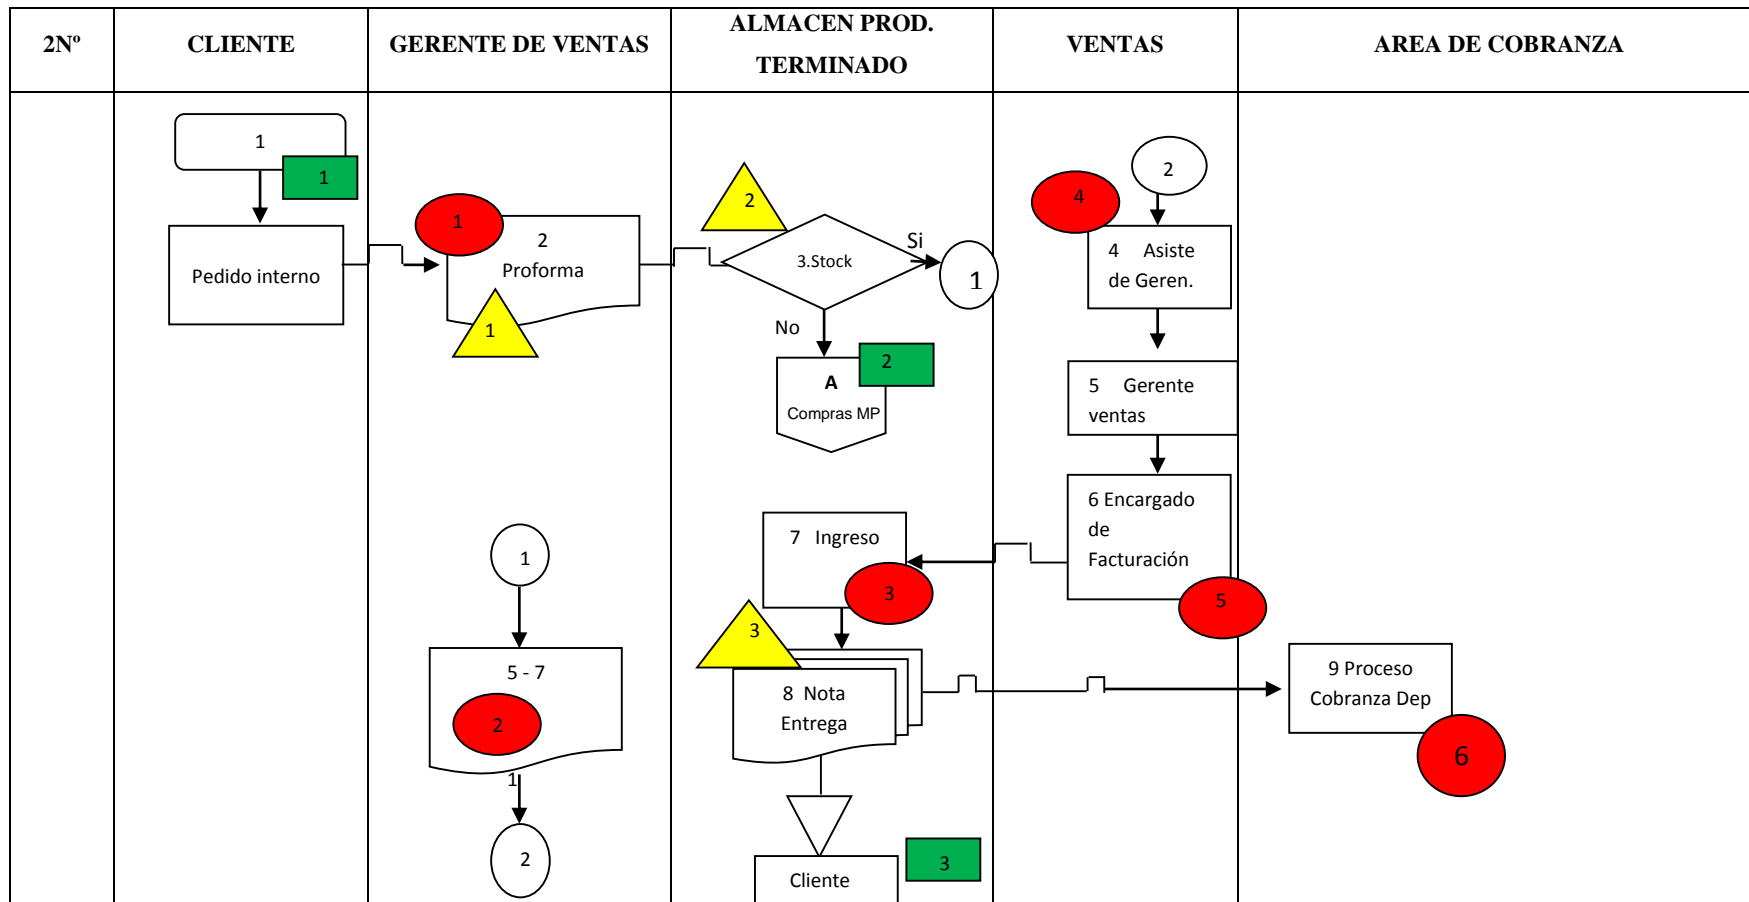 2Nº
CLIENTE
GERENTE DE VENTAS
ALMACEN PROD.
TERMINADO
VENTAS
AREA DE COBRANZA
1
1
Pedido interno
1
2
Proforma
1
2
3.Stock
Si
1
No
2
A
Compras MP
2
4
4 Asiste
de Geren.
5 Gerente
ventas
6 Encargado
de
Facturación
5
1
5 - 7
2
1
2
7 Ingreso
3
3
8 Nota
Entrega
Cliente
3
9 Proceso
Cobranza Dep
6